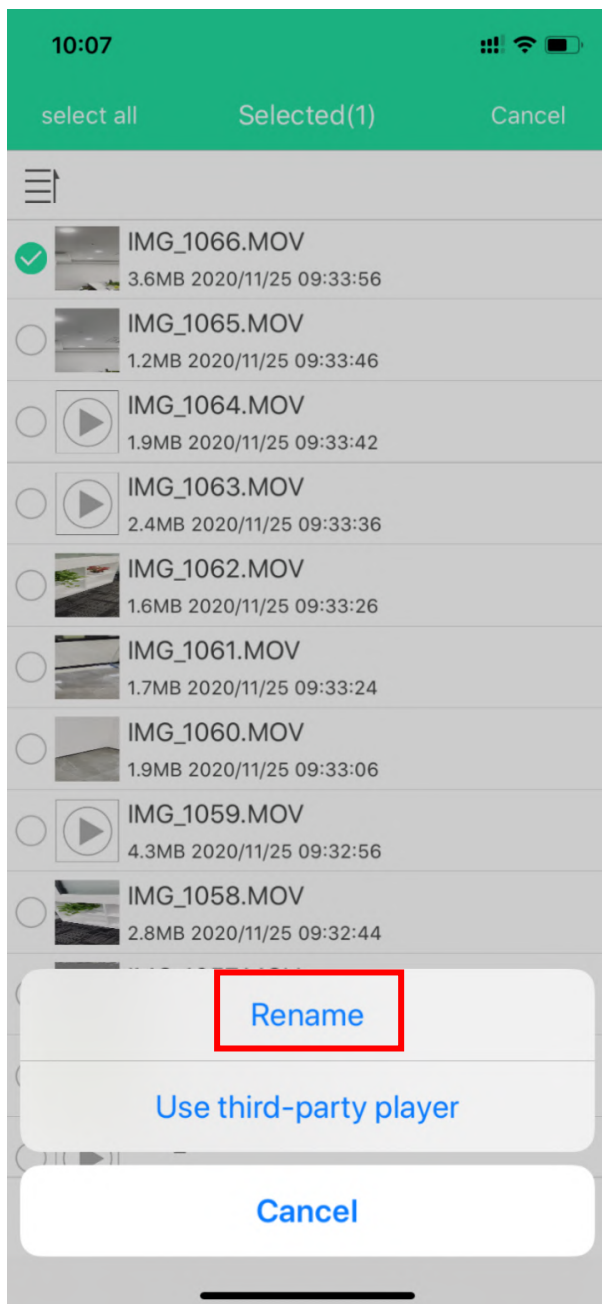 10:07
select all Selected(1) Cancel
IMG_1066.MOV
3.6MB 2020/11/25 09:33:56
IMG_1065.MOV
1.2MB 2020/11/25 09:33:46
IMG_1064.MOV
1.9MB 2020/11/25 09:33:42
IMG_1063.MOV
2.4MB 2020/11/25 09:33:36
IMG_1062.MOV
1.6MB 2020/11/25 09:33:26
IMG_1061.MOV
1.7MB 2020/11/25 09:33:24
IMG_1060.MOV
1.9MB 2020/11/25 09:33:06
IMG_1059.MOV
4.3MB 2020/11/25 09:32:56
IMG_1058.MOV
2.8MB 2020/11/25 09:32:44
Rename
Use third-party player
Cancel